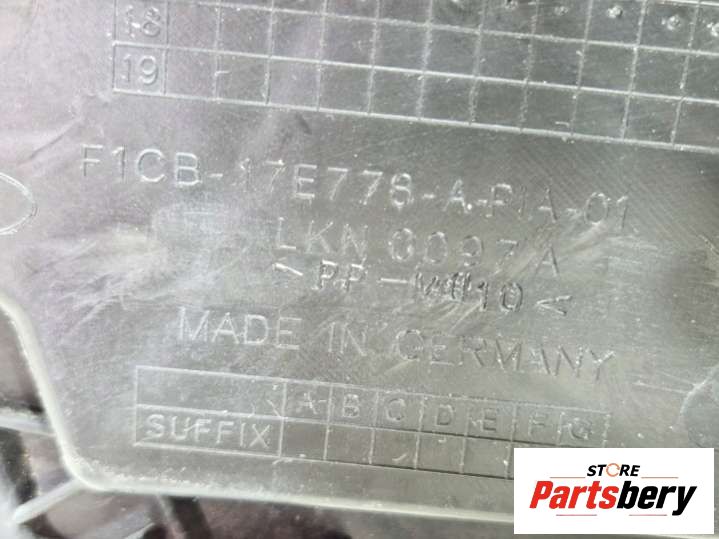 18
19
F1CB-17E778-A-PIA-01
LKN 0097 A
>PP-MD10<
MADE IN GERMANY
A B C D E F G
SUFFIX
STORE
Partsbery